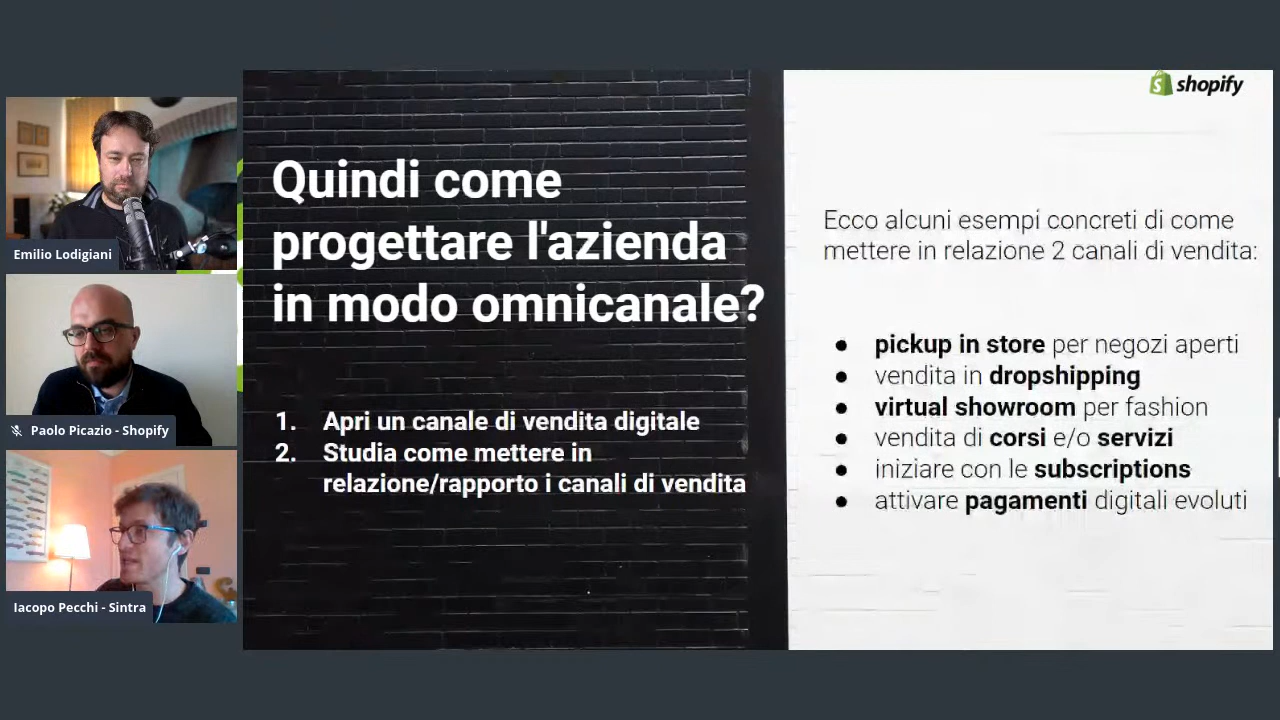 Emilio Lodigiani
Paolo Picazio - Shopify
Iacopo Pecchi - Sintra
Quindi come
progettare l'azienda
in modo omnicanale?
1. Apri un canale di vendita digitale
2. Studia come mettere in
relazione/rapporto i canali di vendita
shopify
Ecco alcuni esempi concreti di come
mettere in relazione 2 canali di vendita:
● pickup in store per negozi aperti
● vendita in dropshipping
● virtual showroom per fashion
● vendita di corsi e/o servizi
● iniziare con le subscriptions
● attivare pagamenti digitali evoluti